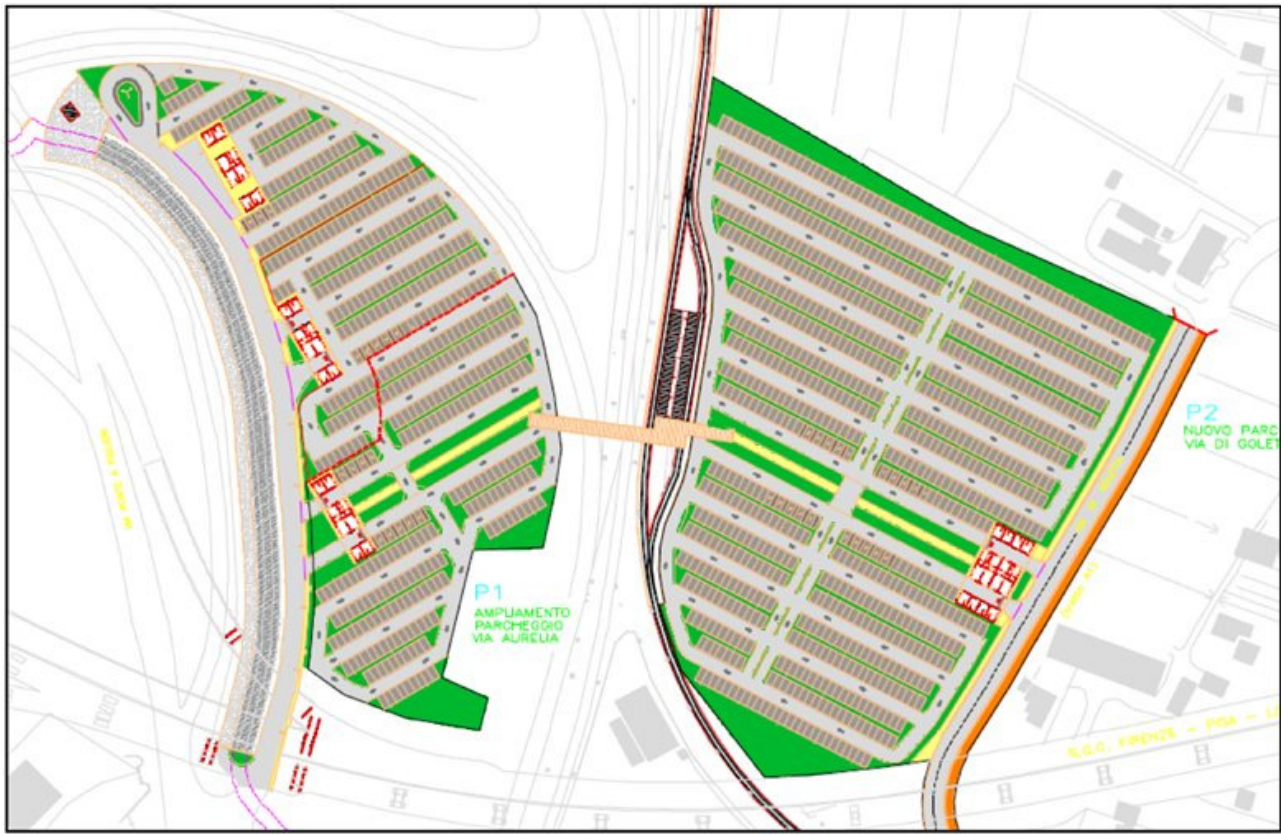 P1
AMPLIAMENTO
PARCHEGGIO
VIA AURELIA
P2
NUOVO PARC
VIA DI GOLET
S.G.C. FIRENZE - PISA - L